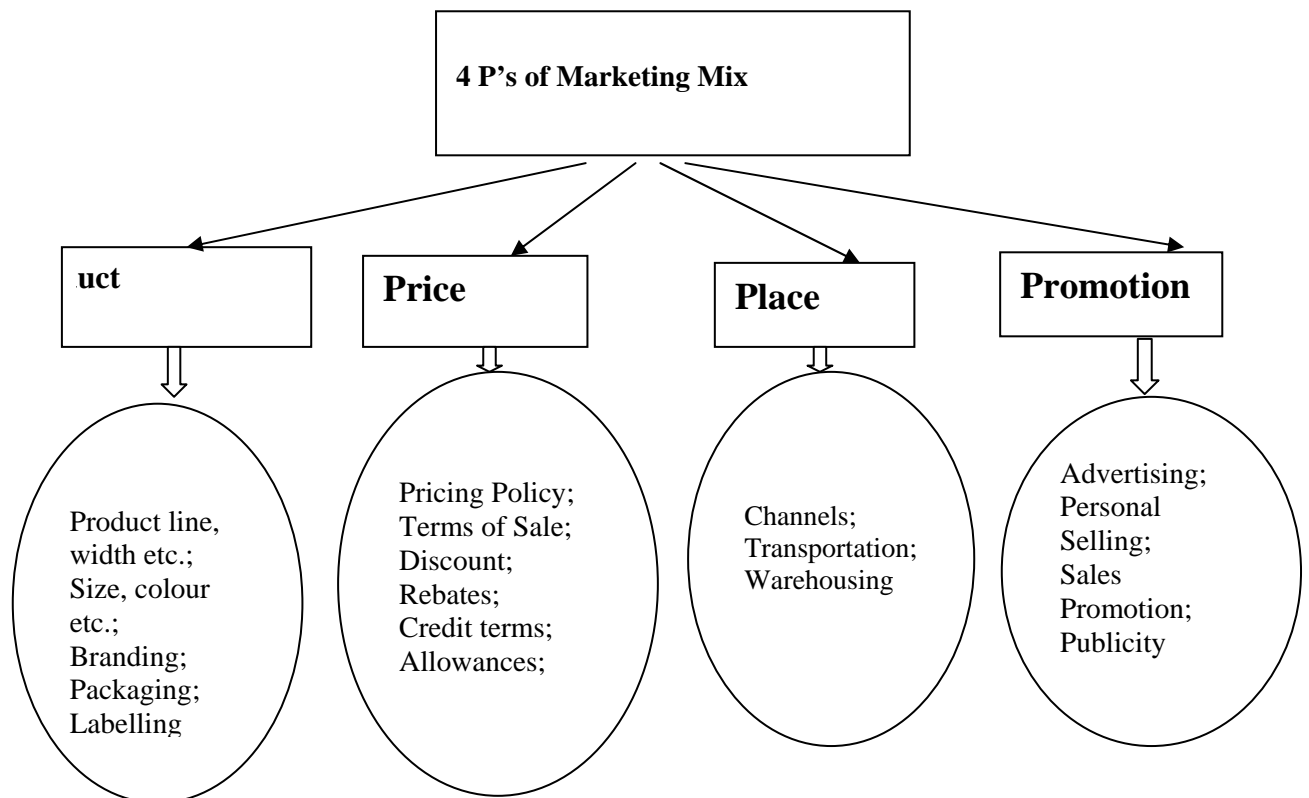 4 P’s of Marketing Mix
uct
Price
Place
Promotion
Product line,
width etc.;
Size, colour
etc.;
Branding;
Packaging;
Labelling
Pricing Policy;
Terms of Sale;
Discount;
Rebates;
Credit terms;
Allowances;
Channels;
Transportation;
Warehousing
Advertising;
Personal
Selling;
Sales
Promotion;
Publicity